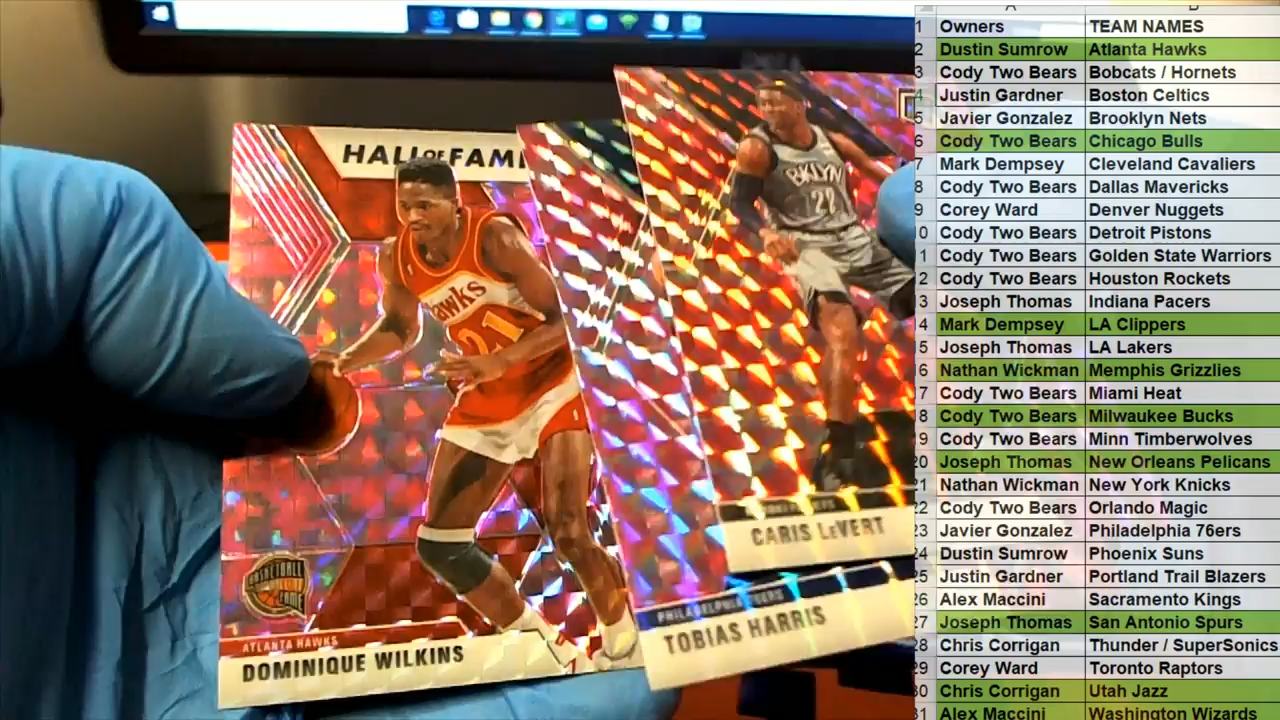 HALL OF FAME
Hawks
21
BASKETBALL
FAME
ATLANTA HAWKS
DOMINIQUE WILKINS
BKLYN
22
CARIS LEVERT
PHILADELPHIA 76ERS
TOBIAS HARRIS
1 Owners TEAM NAMES
2 Dustin Sumrow Atlanta Hawks
3 Cody Two Bears Bobcats / Hornets
4 Justin Gardner Boston Celtics
5 Javier Gonzalez Brooklyn Nets
6 Cody Two Bears Chicago Bulls
7 Mark Dempsey Cleveland Cavaliers
8 Cody Two Bears Dallas Mavericks
9 Corey Ward Denver Nuggets
0 Cody Two Bears Detroit Pistons
1 Cody Two Bears Golden State Warriors
2 Cody Two Bears Houston Rockets
3 Joseph Thomas Indiana Pacers
4 Mark Dempsey LA Clippers
5 Joseph Thomas LA Lakers
16 Nathan Wickman Memphis Grizzlies
17 Cody Two Bears Miami Heat
8 Cody Two Bears Milwaukee Bucks
19 Cody Two Bears Minn Timberwolves
20 Joseph Thomas New Orleans Pelicans
21 Nathan Wickman New York Knicks
22 Cody Two Bears Orlando Magic
23 Javier Gonzalez Philadelphia 76ers
24 Dustin Sumrow Phoenix Suns
25 Justin Gardner Portland Trail Blazers
26 Alex Maccini Sacramento Kings
27 Joseph Thomas San Antonio Spurs
28 Chris Corrigan Thunder / SuperSonics
29 Corey Ward Toronto Raptors
30 Chris Corrigan Utah Jazz
31 Alex Maccini Washington Wizards